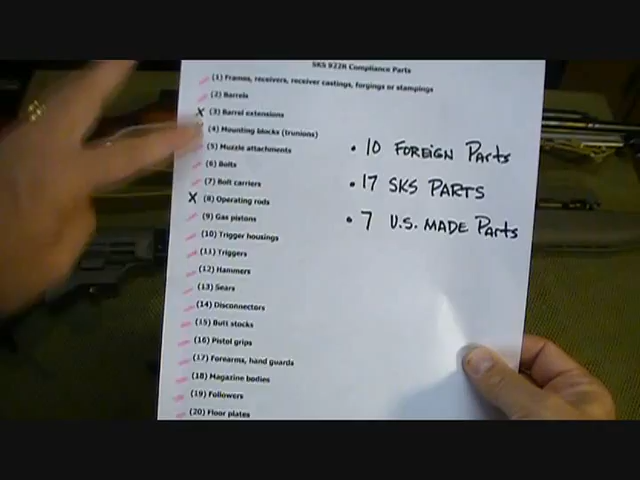 SKS 922R Compliance Parts
(1) Frames, receivers, receiver castings, forgings or stampings
(2) Barrels
X (3) Barrel extensions
(4) Mounting blocks (trunions)
(5) Muzzle attachments
(6) Bolts
(7) Bolt carriers
X (8) Operating rods
(9) Gas pistons
(10) Trigger housings
(11) Triggers
(12) Hammers
(13) Sears
(14) Disconnectors
(15) Butt stocks
(16) Pistol grips
(17) Forearms, hand guards
(18) Magazine bodies
(19) Followers
(20) Floor plates
• 10 FOREIGN Parts
• 17 SKS PARTS
• 7 U.S. MADE Parts